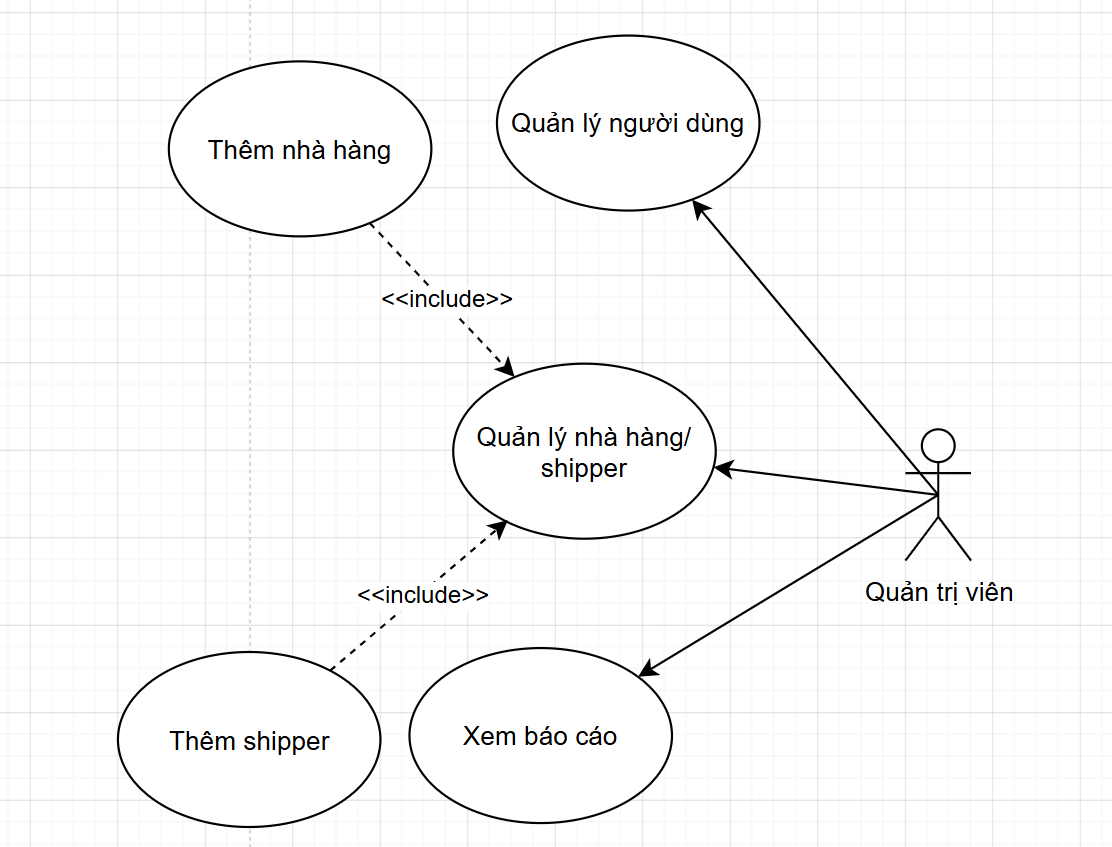 Quản lý người dùng
Thêm nhà hàng
<<include>>
Quản lý nhà hàng/
shipper
Quản trị viên
<<include>>
Thêm shipper
Xem báo cáo